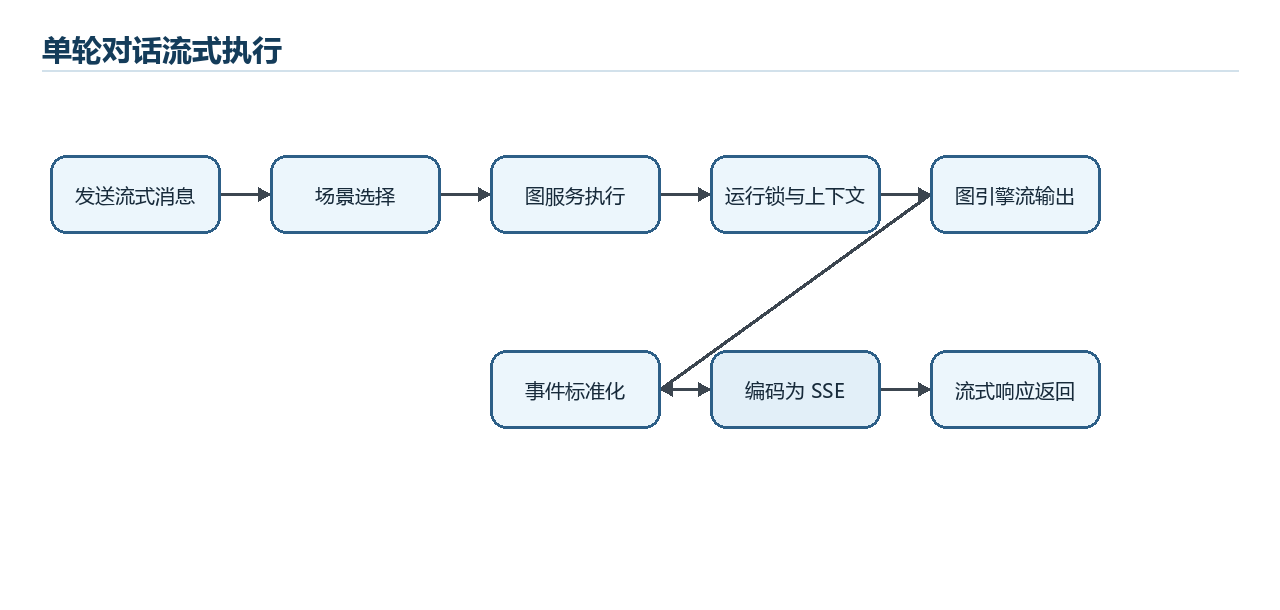 单轮对话流式执行
发送流式消息
场景选择
图服务执行
运行锁与上下文
图引擎流输出
事件标准化
编码为 SSE
流式响应返回